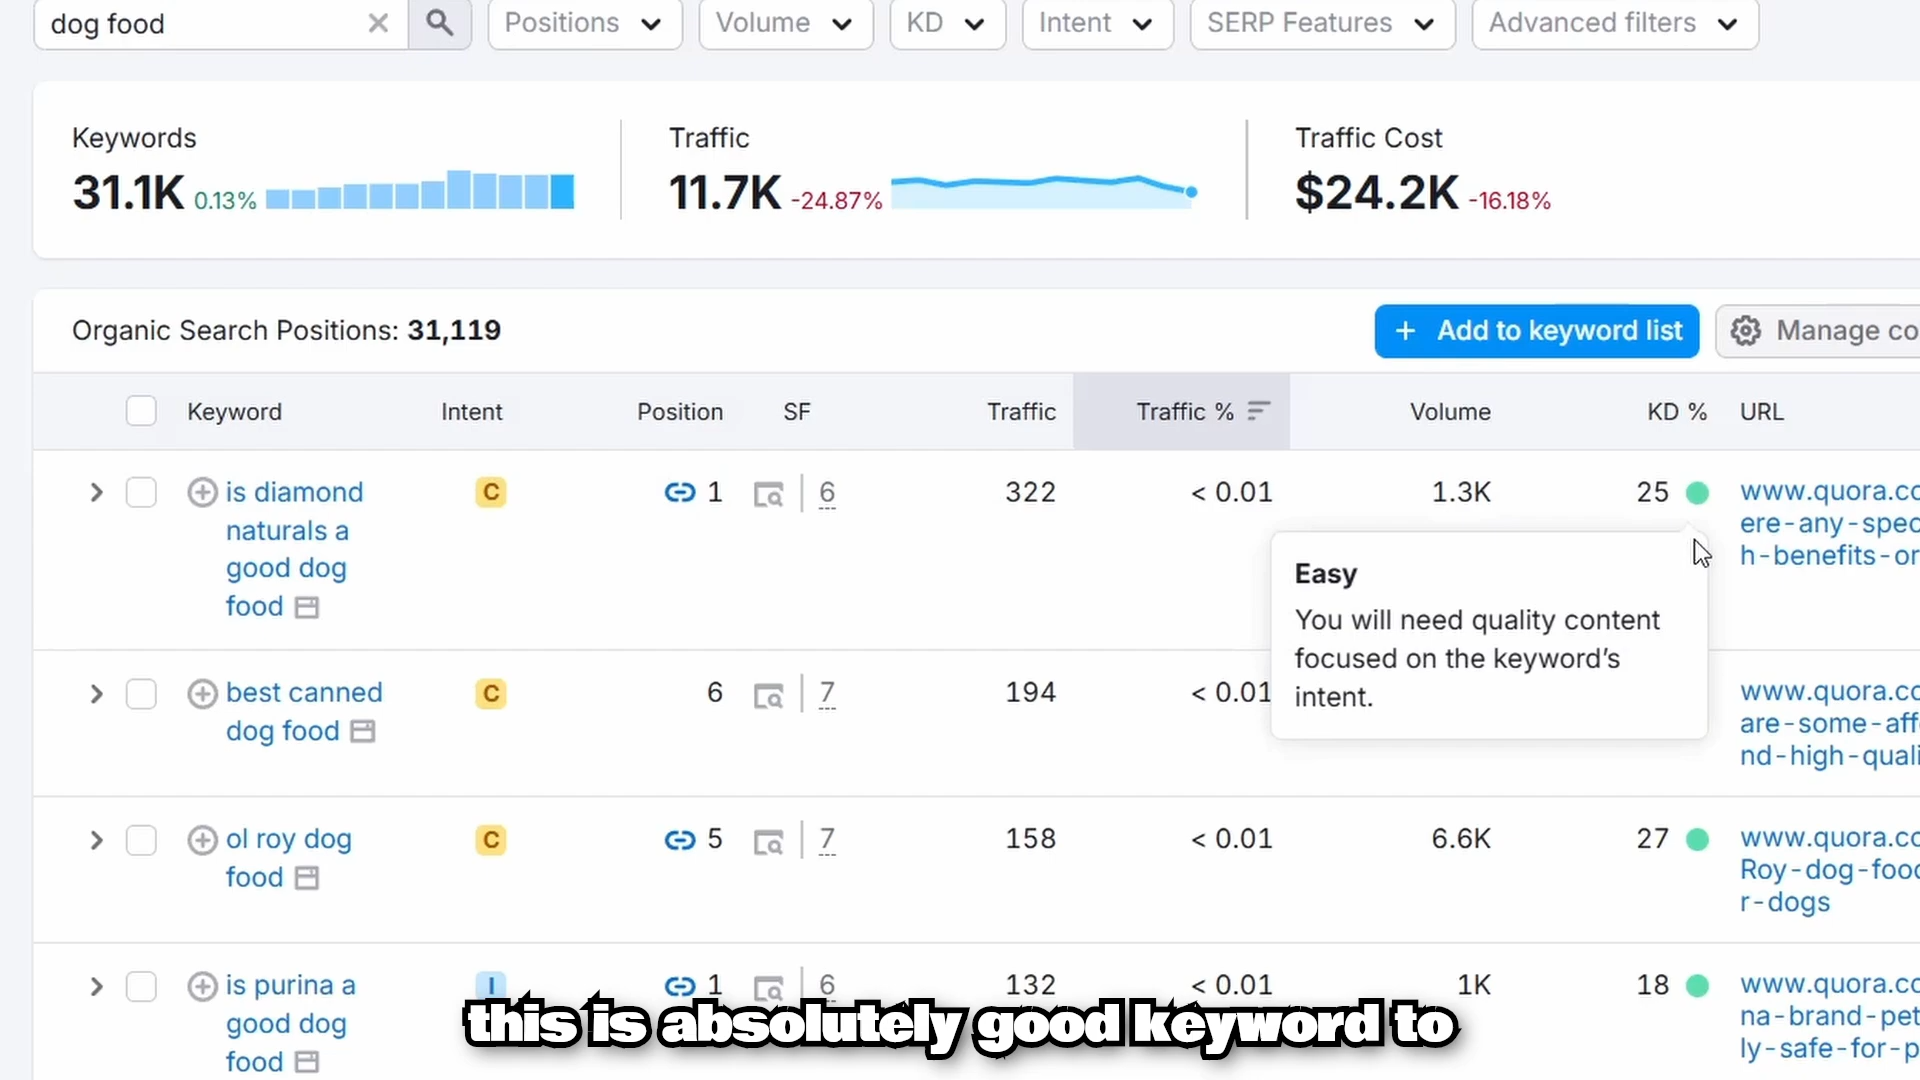 dog food
Positions
Volume
KD
Intent
SERP Features
Advanced filters
Keywords
31.1K 0.13%
Traffic
11.7K -24.87%
Traffic Cost
$24.2K -16.18%
Organic Search Positions: 31,119
+ Add to keyword list
Manage co
Keyword Intent Position SF Traffic Traffic % Volume KD % URL
is diamond C 1 6 322 < 0.01 1.3K 25 www.quora.co
naturals a ere-any-spec
good dog h-benefits-or
food
Easy
You will need quality content
focused on the keyword's
intent.
best canned C 6 7 194 < 0.01 www.quora.co
dog food are-some-aff
nd-high-quali
ol roy dog C 5 7 158 < 0.01 6.6K 27 www.quora.co
food Roy-dog-food
r-dogs
is purina a I 1 6 132 < 0.01 1K 18 www.quora.co
good dog na-brand-pet
food ly-safe-for-p
this is absolutely good keyword to